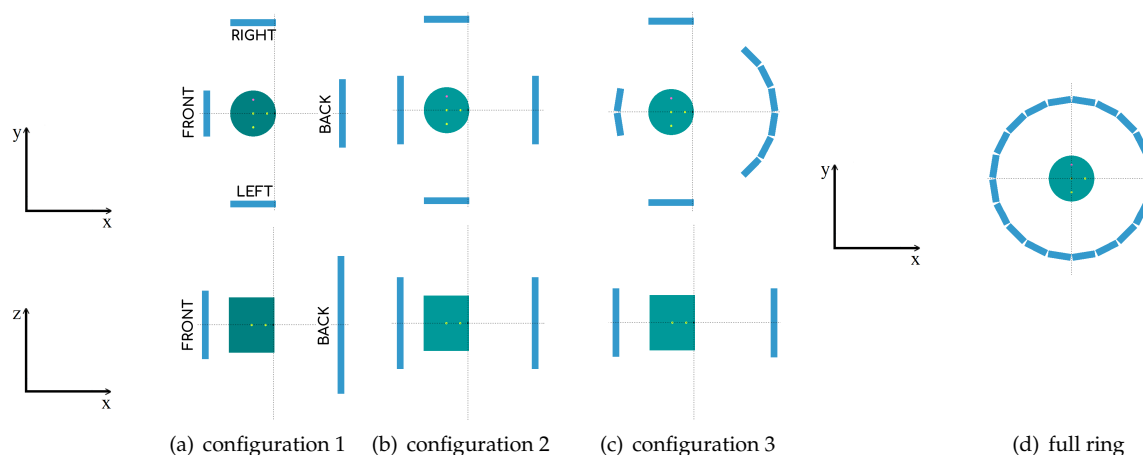 RIGHT
FRONT
BACK
LEFT
y
x
y
x
FRONT
BACK
z
x
(a) configuration 1
(b) configuration 2
(c) configuration 3
(d) full ring